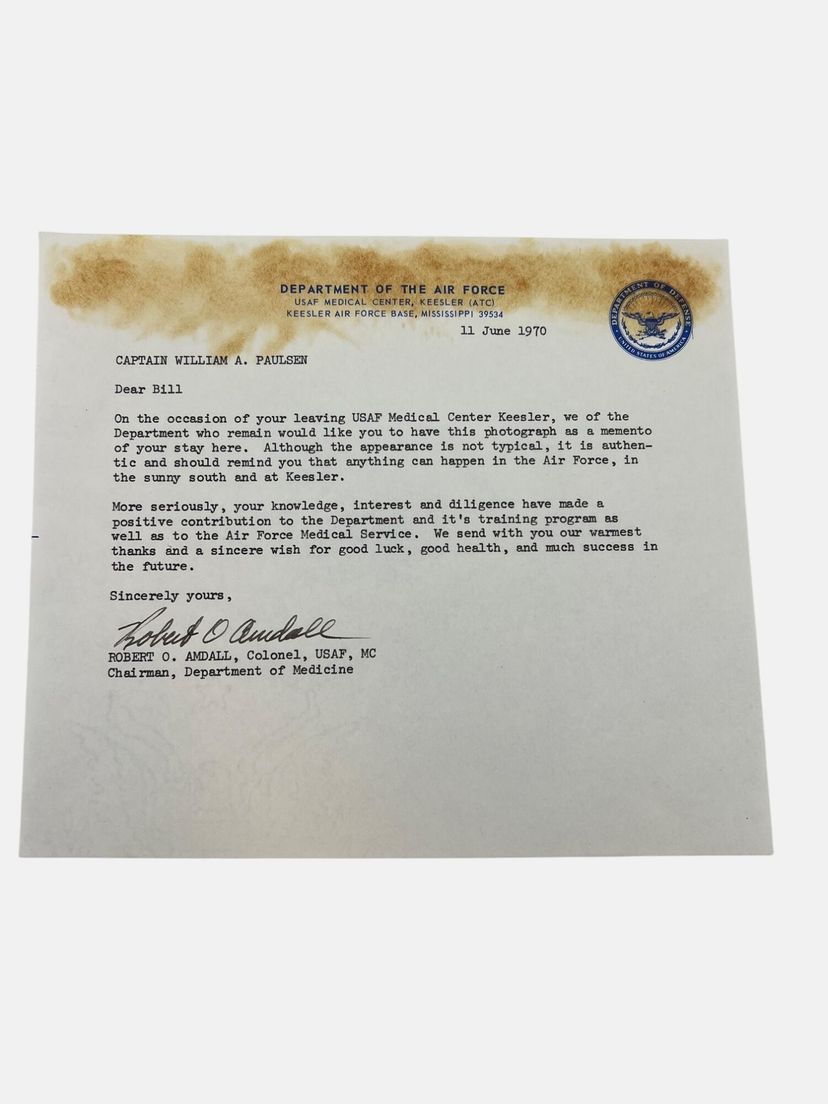 DEPARTMENT OF THE AIR FORCE
USAF MEDICAL CENTER, KEESLER (ATC)
KEESLER AIR FORCE BASE, MISSISSIPPI 39534
DEPARTMENT OF DEFENSE
UNITED STATES OF AMERICA
11 June 1970
CAPTAIN WILLIAM A. PAULSEN
Dear Bill
On the occasion of your leaving USAF Medical Center Keesler, we of the
Department who remain would like you to have this photograph as a memento
of your stay here.  Although the appearance is not typical, it is authen-
tic and should remind you that anything can happen in the Air Force, in
the sunny south and at Keesler.
More seriously, your knowledge, interest and diligence have made a
positive contribution to the Department and it's training program as
well as to the Air Force Medical Service.  We send with you our warmest
thanks and a sincere wish for good luck, good health, and much success in
the future.
Sincerely yours,
Robert O Amdall
ROBERT O. AMDALL, Colonel, USAF, MC
Chairman, Department of Medicine